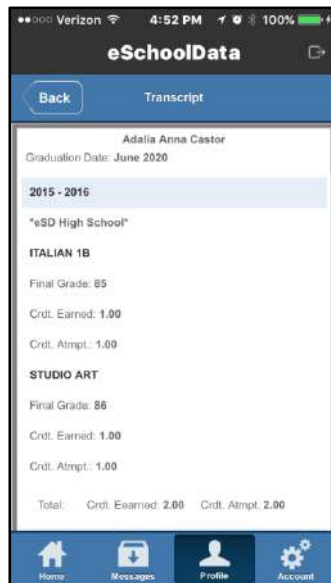 Verizon 4:52 PM 100%
eSchoolData
Back Transcript
Adalia Anna Castor
Graduation Date: June 2020
2015 - 2016
"eSD High School"
ITALIAN 1B
Final Grade: 85
Crdt. Earned: 1.00
Crdt. Atmpt.: 1.00
STUDIO ART
Final Grade: 86
Crdt. Earned: 1.00
Crdt. Atmpt.: 1.00
Total: Crdt. Eearned: 2.00 Crdt. Atmpt. 2.00
Home Messages Profile Account